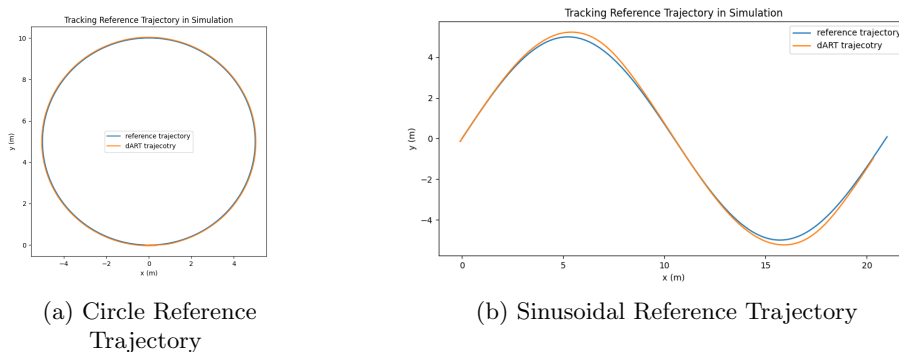 Tracking Reference Trajectory in Simulation
10
8
6
4
2
0
y (m)
reference trajectory
dART trajecotry
−4
−2
0
2
4
x (m)
(a) Circle Reference
Trajectory
Tracking Reference Trajectory in Simulation
reference trajectory
dART trajecotry
4
2
0
−2
−4
y (m)
0
5
10
15
20
x (m)
(b) Sinusoidal Reference Trajectory